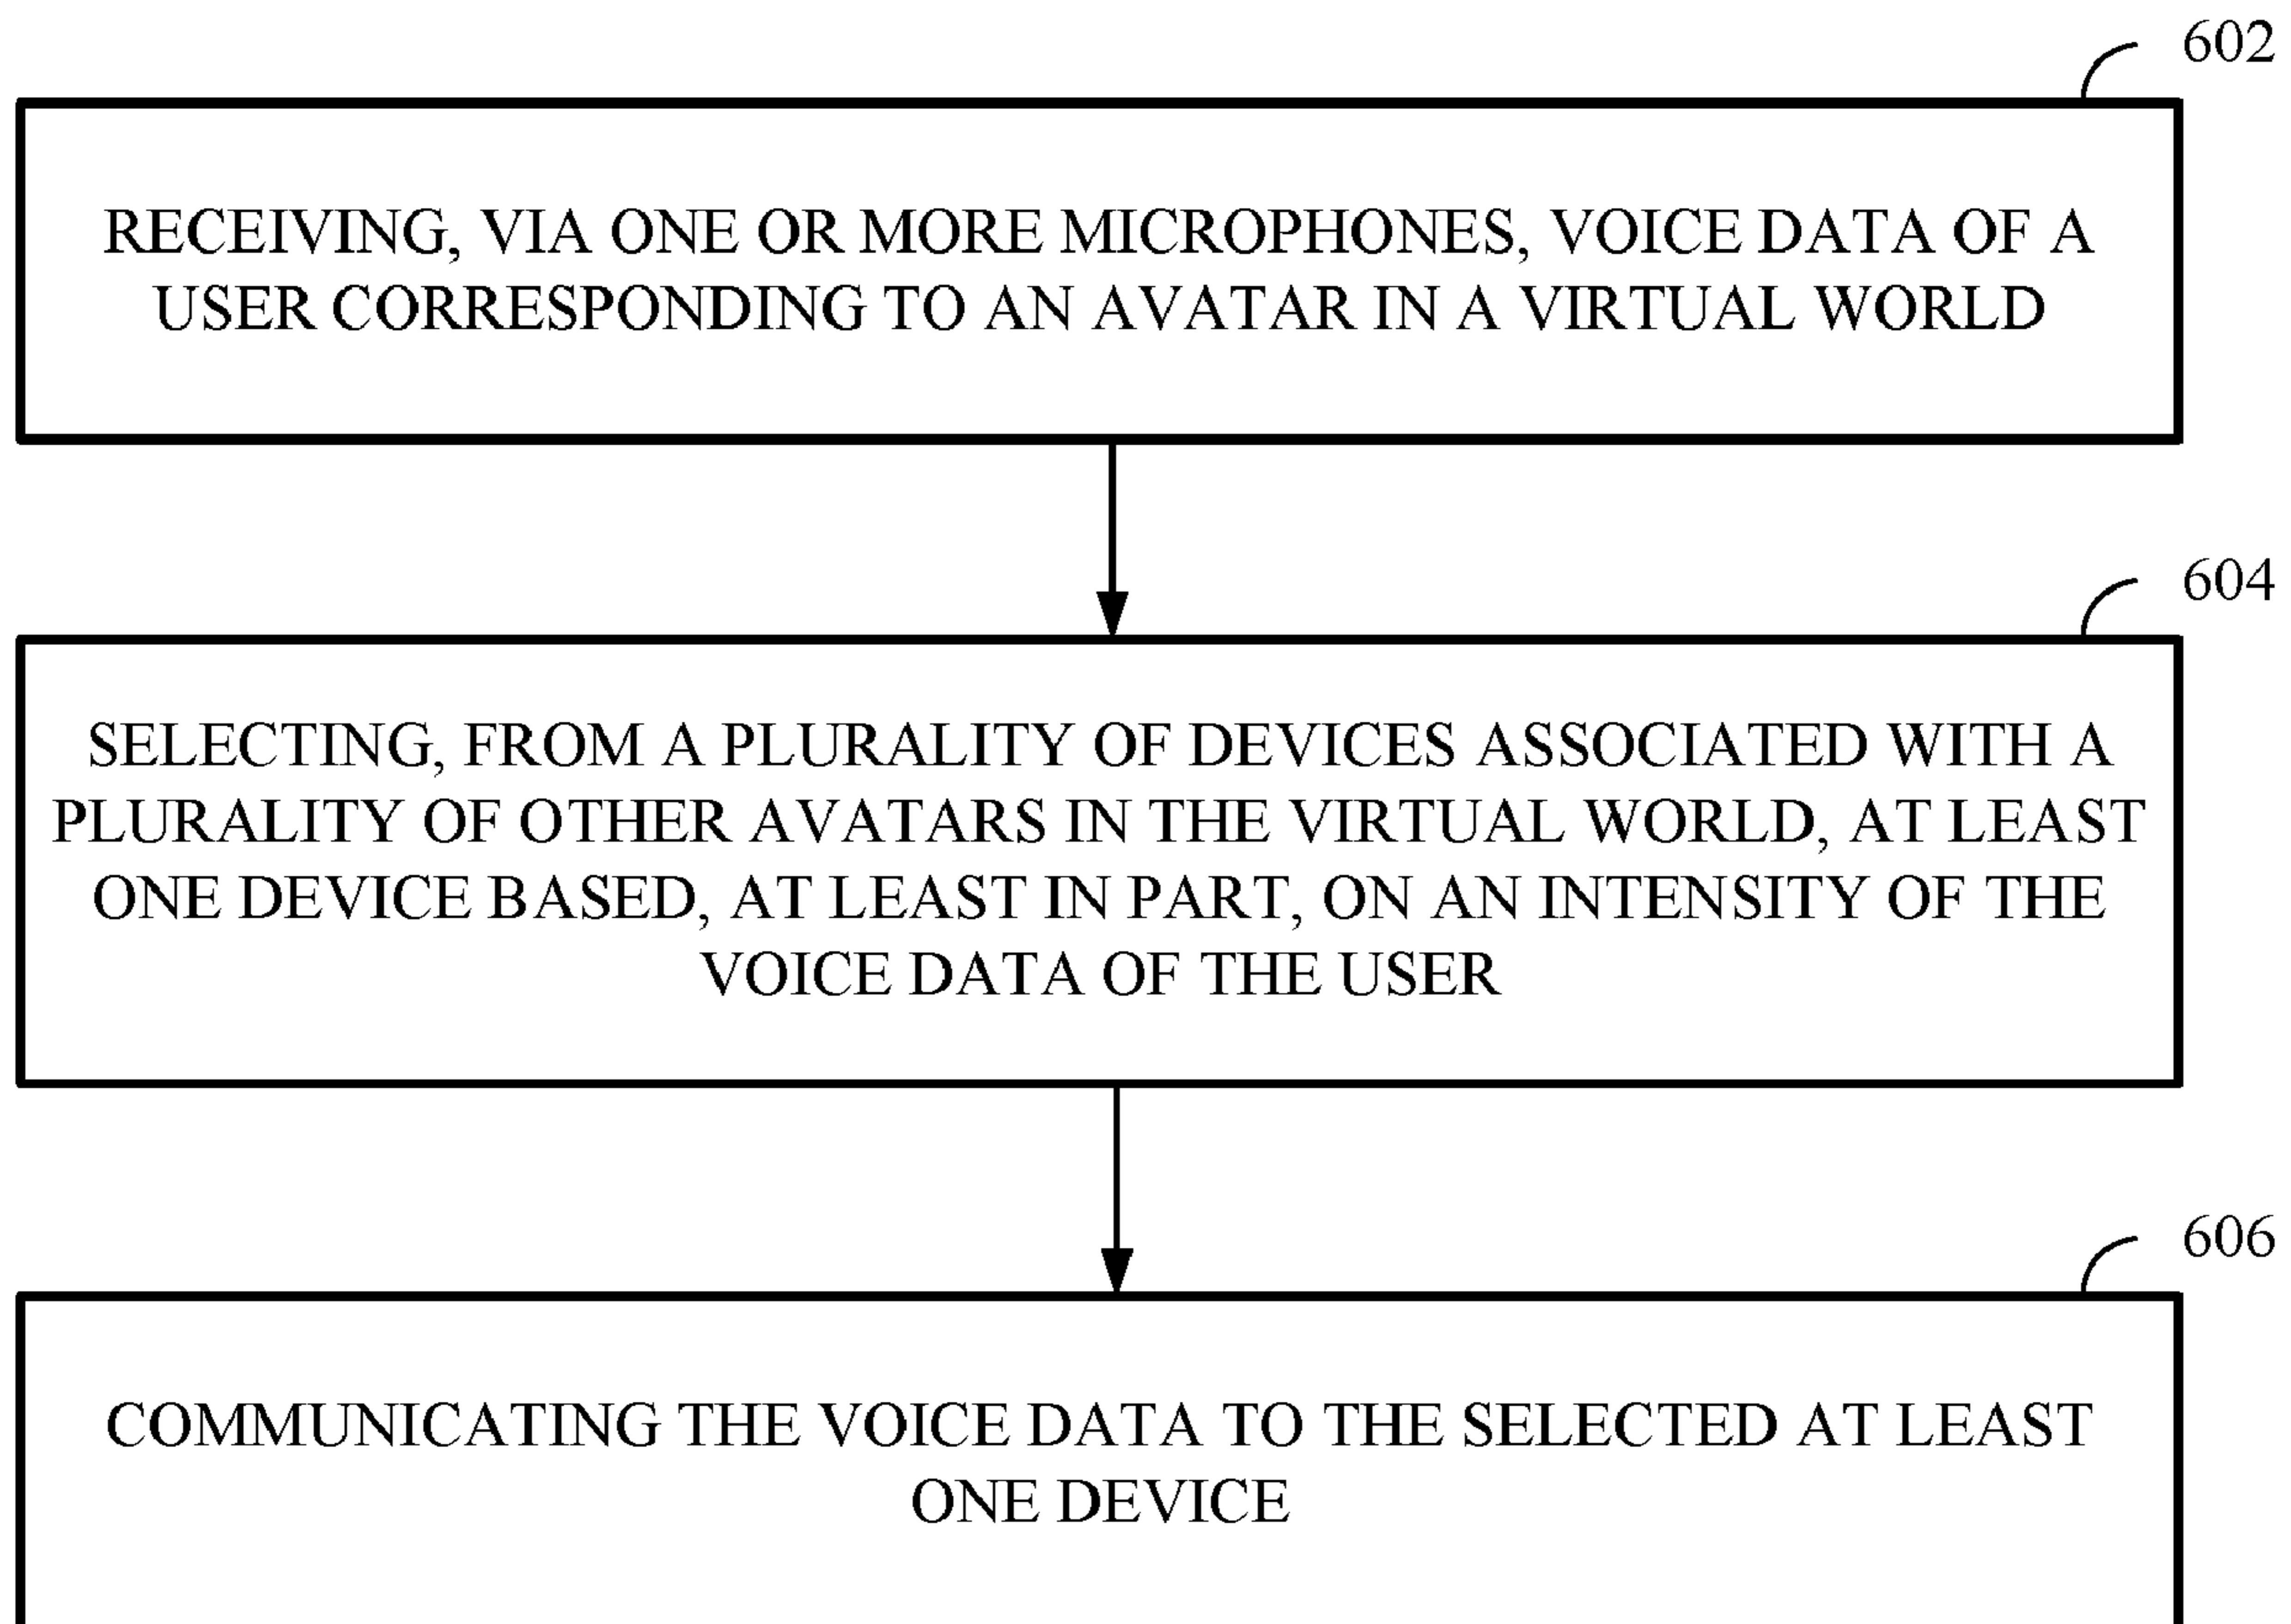 602
RECEIVING, VIA ONE OR MORE MICROPHONES, VOICE DATA OF A
USER CORRESPONDING TO AN AVATAR IN A VIRTUAL WORLD
604
SELECTING, FROM A PLURALITY OF DEVICES ASSOCIATED WITH A
PLURALITY OF OTHER AVATARS IN THE VIRTUAL WORLD, AT LEAST
ONE DEVICE BASED, AT LEAST IN PART, ON AN INTENSITY OF THE
VOICE DATA OF THE USER
606
COMMUNICATING THE VOICE DATA TO THE SELECTED AT LEAST
ONE DEVICE